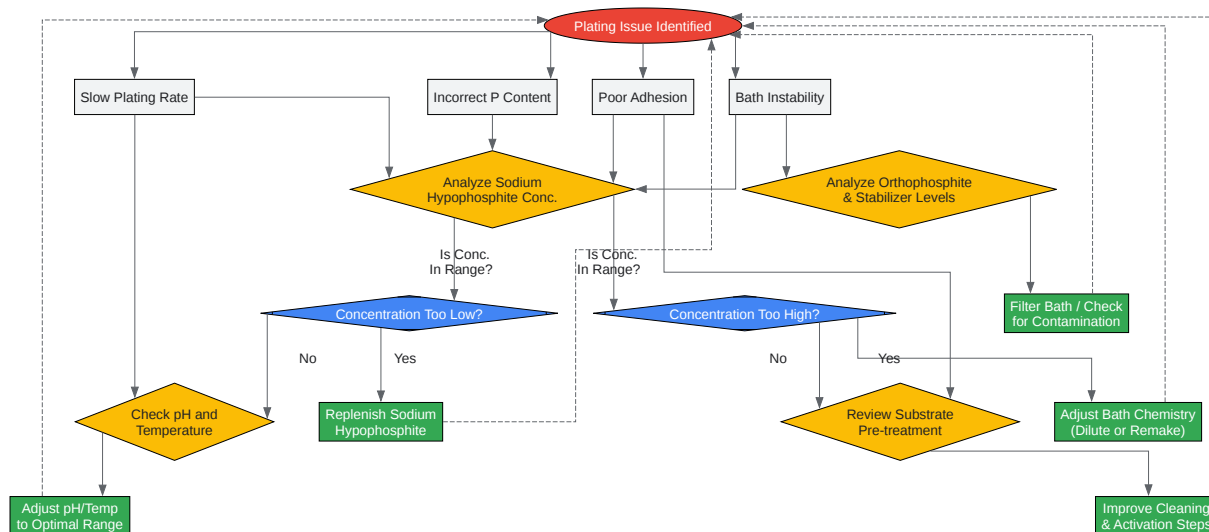 Plating Issue Identified
Slow Plating Rate
Incorrect P Content
Poor Adhesion
Bath Instability
Analyze Sodium
Hypophosphite Conc.
Analyze Orthophosphite
& Stabilizer Levels
Is Conc.
In Range?
Is Conc.
In Range?
Concentration Too Low?
Concentration Too High?
Filter Bath / Check
for Contamination
No
Yes
No
Yes
Check pH and
Temperature
Replenish Sodium
Hypophosphite
Review Substrate
Pre-treatment
Adjust Bath Chemistry
(Dilute or Remake)
Adjust pH/Temp
to Optimal Range
Improve Cleaning
& Activation Steps